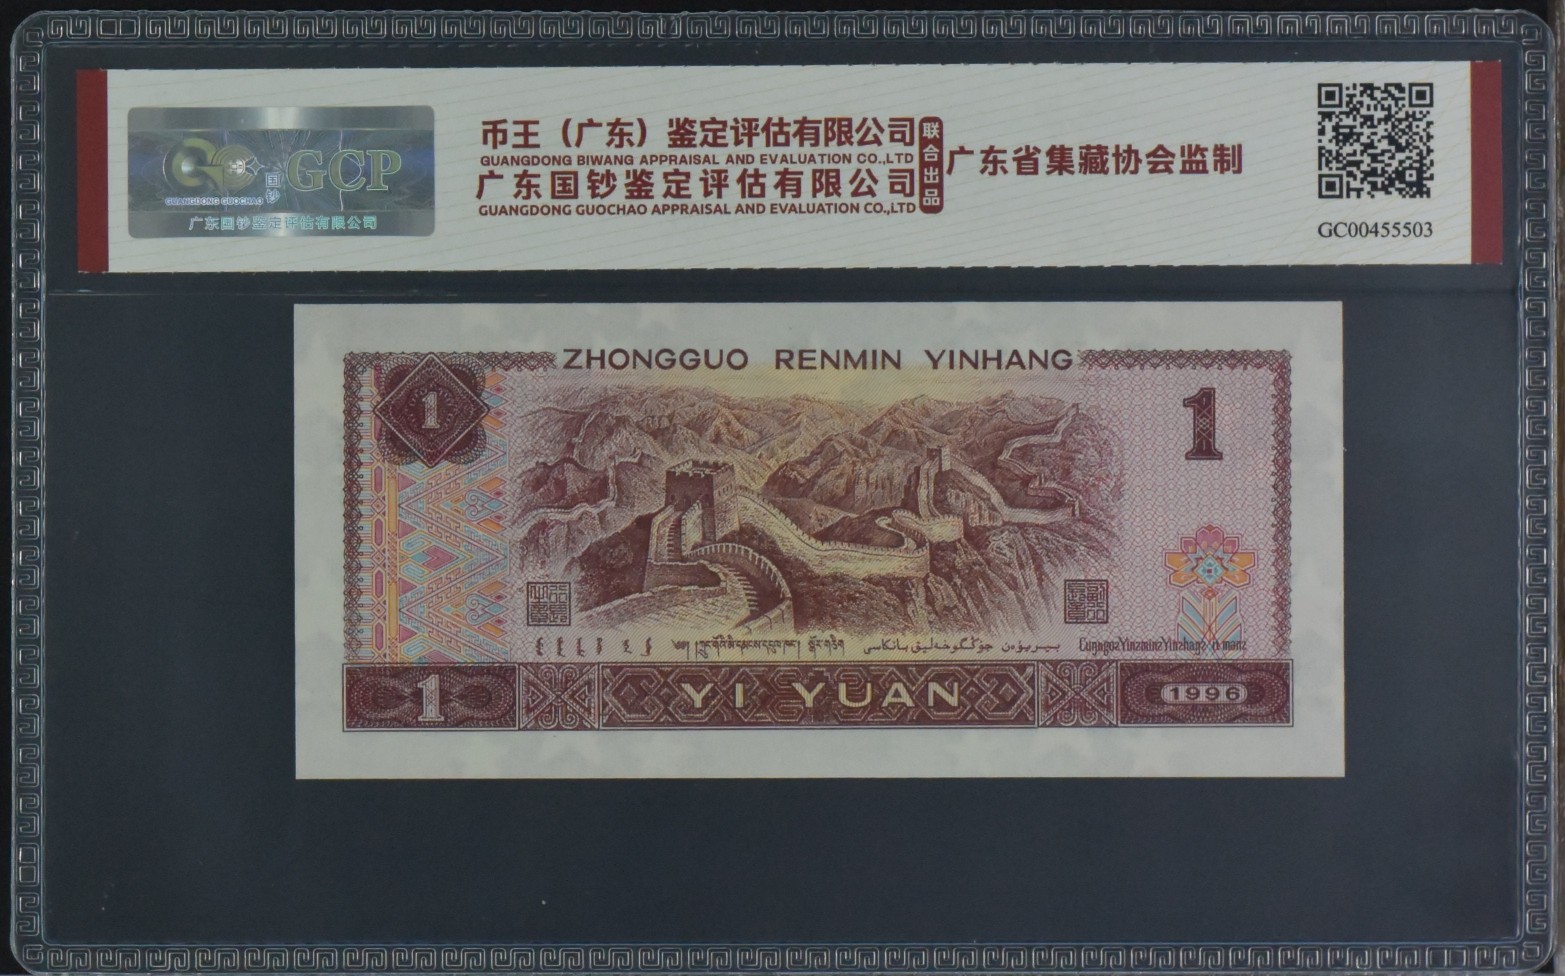 GCP
国钞
GUANGDONG GUOCHAO
广东国钞鉴定评估有限公司
币王（广东）鉴定评估有限公司
GUANGDONG BIWANG APPRAISAL AND EVALUATION CO.,LTD
广东国钞鉴定评估有限公司
GUANGDONG GUOCHAO APPRAISAL AND EVALUATION CO.,LTD
联合出品
广东省集藏协会监制
GC00455503
ZHONGGUO RENMIN YINHANG
1
1
1
YI YUAN
1996